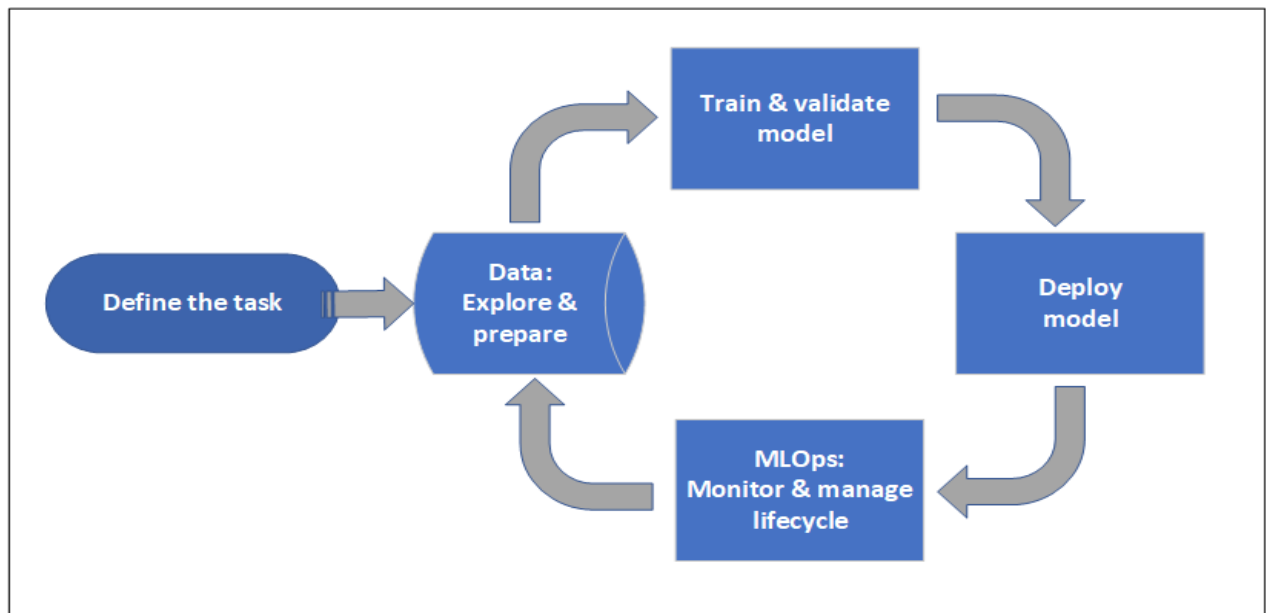 Define the task
Data:
Explore &
prepare
Train & validate
model
Deploy
model
MLOps:
Monitor & manage
lifecycle